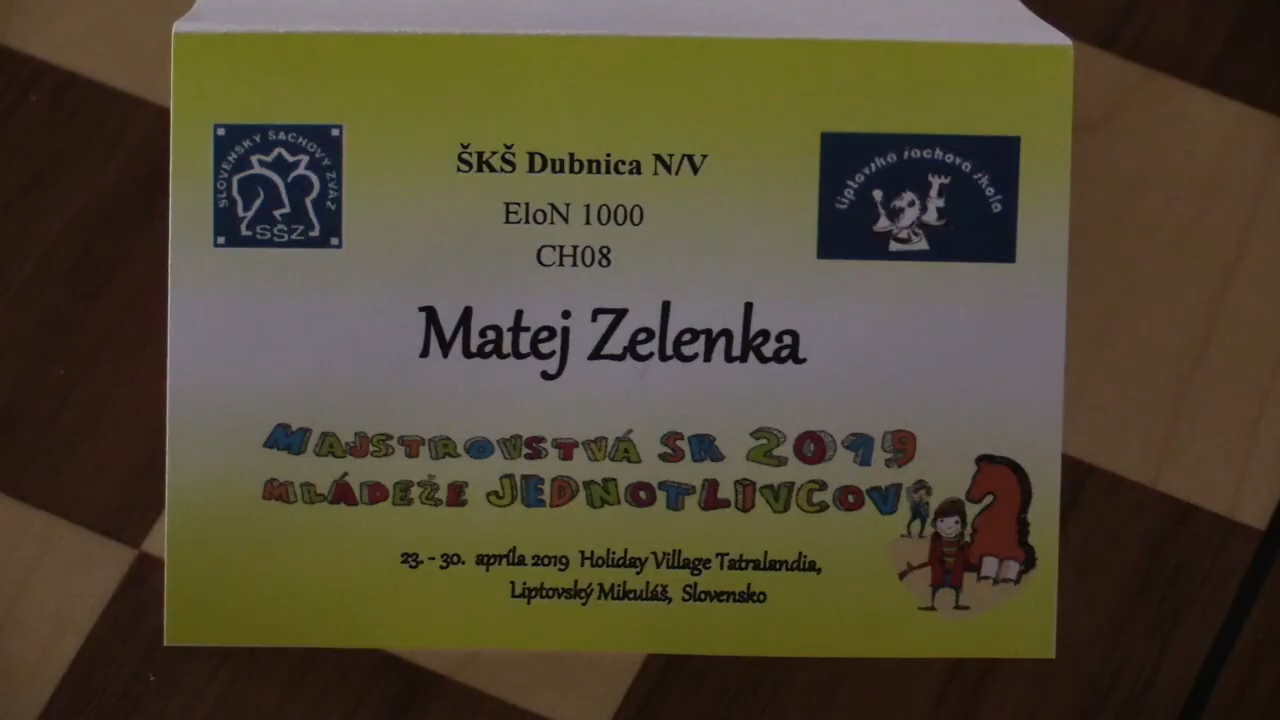 SLOVENSKÝ ŠACHOVÝ ZVÄZ
SŠZ
ŠKŠ Dubnica N/V
EloN 1000
CH08
Liptovská šachová škola
Matej Zelenka
MAJSTROVSTVÁ SR 2019
MLÁDEŽE JEDNOTLIVCOV
23. - 30. apríla 2019 Holiday Village Tatralandia,
Liptovský Mikuláš, Slovensko